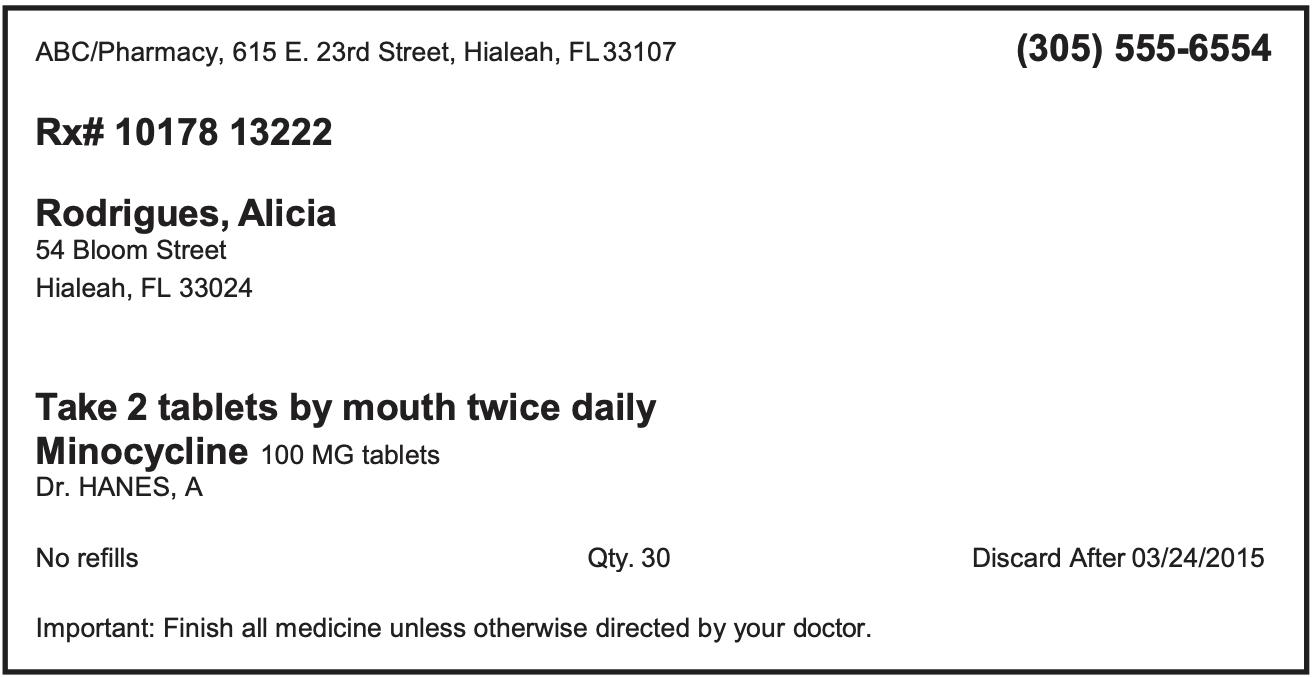 ABC/Pharmacy, 615 E. 23rd Street, Hialeah, FL 33107 (305) 555-6554
Rx# 10178 13222
Rodrigues, Alicia
54 Bloom Street
Hialeah, FL 33024
Take 2 tablets by mouth twice daily
Minocycline 100 MG tablets
Dr. HANES, A
No refills Qty. 30 Discard After 03/24/2015
Important: Finish all medicine unless otherwise directed by your doctor.